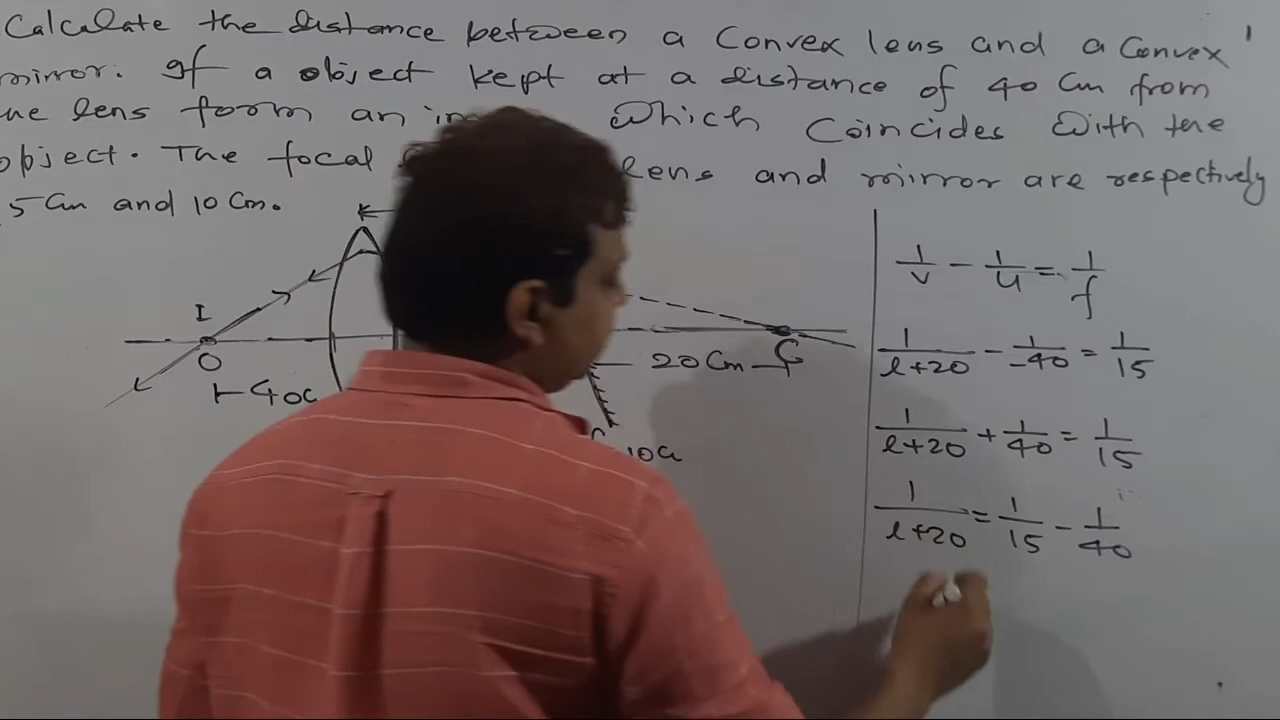 Calculate the distance between a Convex lens and a Convex
mirror. If a object kept at a distance of 40 Cm from
lens form an which Coincides with the
object. The focal lens and mirror are respectively
5 Cm and 10 Cm.
I
O
40c
20 Cm
C
10c
1/v - 1/u = 1/f
1/(l+20) - 1/-40 = 1/15
1/(l+20) + 1/40 = 1/15
1/(l+20) = 1/15 - 1/40